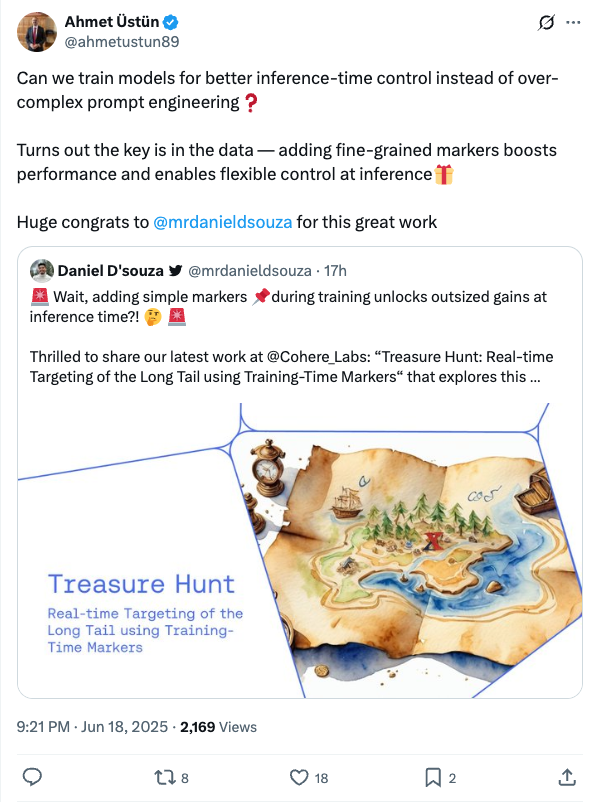 Ahmet Üstün
@ahmetustun89
Can we train models for better inference-time control instead of over-
complex prompt engineering❓
Turns out the key is in the data — adding fine-grained markers boosts
performance and enables flexible control at inference🎁
Huge congrats to @mrdanieldsouza for this great work
Daniel D'souza @mrdanieldsouza · 17h
🚨 Wait, adding simple markers 📌during training unlocks outsized gains at
inference time?! 🤔 🚨
Thrilled to share our latest work at @Cohere_Labs: “Treasure Hunt: Real-time
Targeting of the Long Tail using Training-Time Markers“ that explores this ...
Treasure Hunt
Real-time Targeting of the
Long Tail using Training-
Time Markers
9:21 PM · Jun 18, 2025 · 2,169 Views
8 18 2